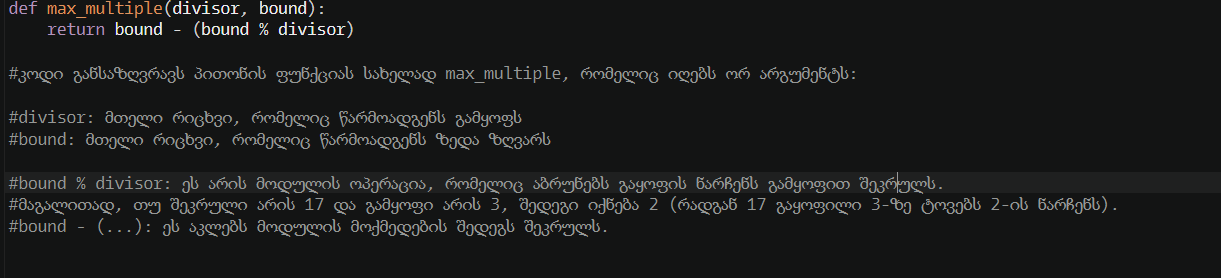 def max_multiple(divisor, bound):
    return bound - (bound % divisor)
#კოდი განსაზღვრავს პითონის ფუნქციას სახელად max_multiple, რომელიც იღებს ორ არგუმენტს:
#divisor: მთელი რიცხვი, რომელიც წარმოადგენს გამყოფს
#bound: მთელი რიცხვი, რომელიც წარმოადგენს ზედა ზღვარს
#bound % divisor: ეს არის მოდულის ოპერაცია, რომელიც აბრუნებს გაყოფის ნარჩენს გამყოფით შეკრულს.
#მაგალითად, თუ შეკრული არის 17 და გამყოფი არის 3, შედეგი იქნება 2 (რადგან 17 გაყოფილი 3-ზე ტოვებს 2-ის ნარჩენს).
#bound - (...): ეს აკლებს მოდულის მოქმედების შედეგს შეკრულს.